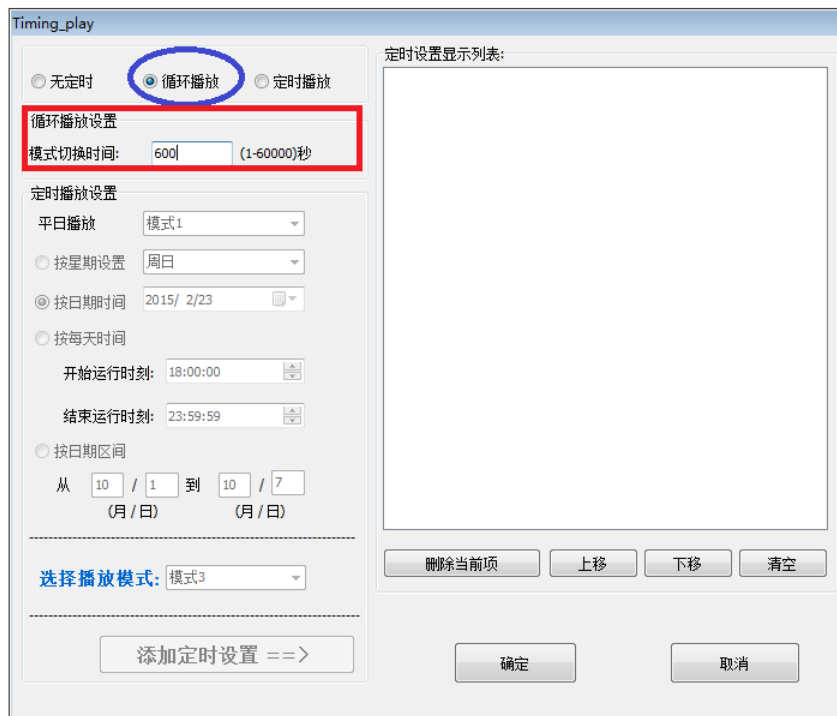 Timing_play
无定时 循环播放 定时播放
循环播放设置
模式切换时间: 600 (1-60000)秒
定时播放设置
平日播放 模式1
按星期设置 周日
按日期时间 2015/ 2/23
按每天时间
开始运行时刻: 18:00:00
结束运行时刻: 23:59:59
按日期区间
从 10 / 1 到 10 / 7
(月/日) (月/日)
选择播放模式: 模式3
添加定时设置 ==>
定时设置显示列表:
删除当前项 上移 下移 清空
确定 取消